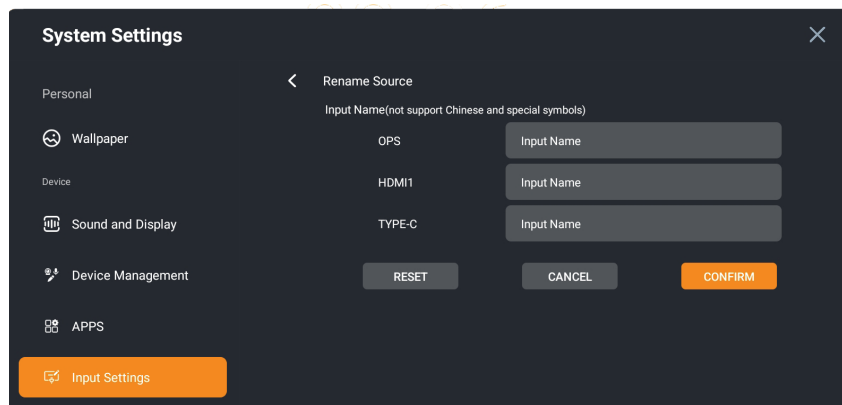 System Settings
Personal
Wallpaper
Device
Sound and Display
Device Management
APPS
Input Settings
Rename Source
Input Name(not support Chinese and special symbols)
OPS Input Name
HDMI1 Input Name
TYPE-C Input Name
RESET CANCEL CONFIRM